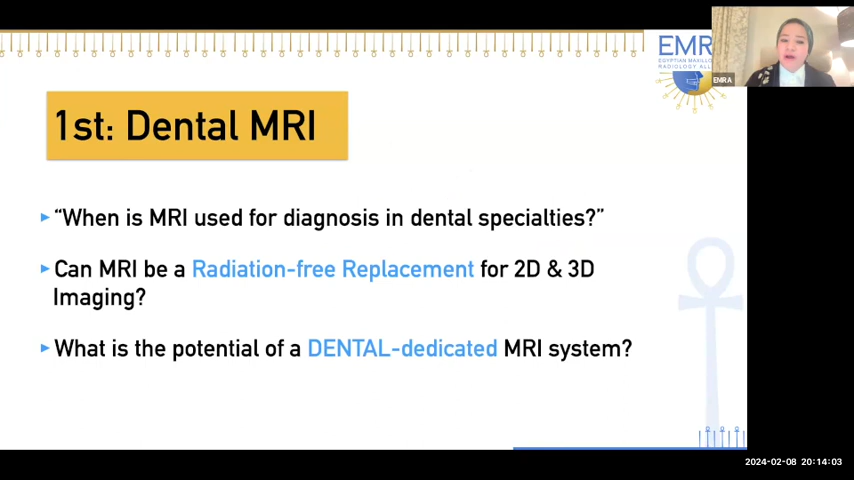 EMR
EGYPTIAN MAXILLO
RADIOLOGY ALL
EMRA
1st: Dental MRI
“When is MRI used for diagnosis in dental specialties?”
Can MRI be a Radiation-free Replacement for 2D & 3D
Imaging?
What is the potential of a DENTAL-dedicated MRI system?
2024-02-08 20:14:03